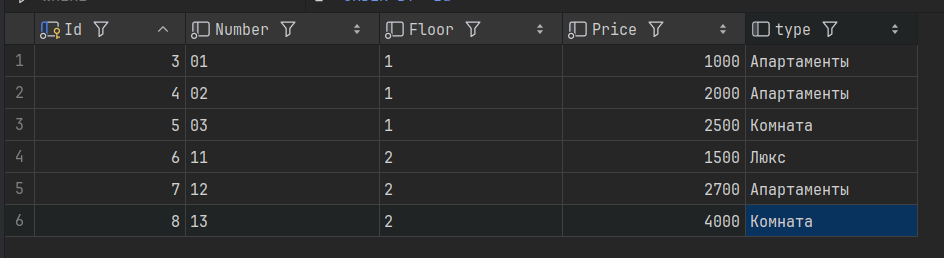 Id Number Floor Price type
1 3 01 1 1000 Апартаменты
2 4 02 1 2000 Апартаменты
3 5 03 1 2500 Комната
4 6 11 2 1500 Люкс
5 7 12 2 2700 Апартаменты
6 8 13 2 4000 Комната